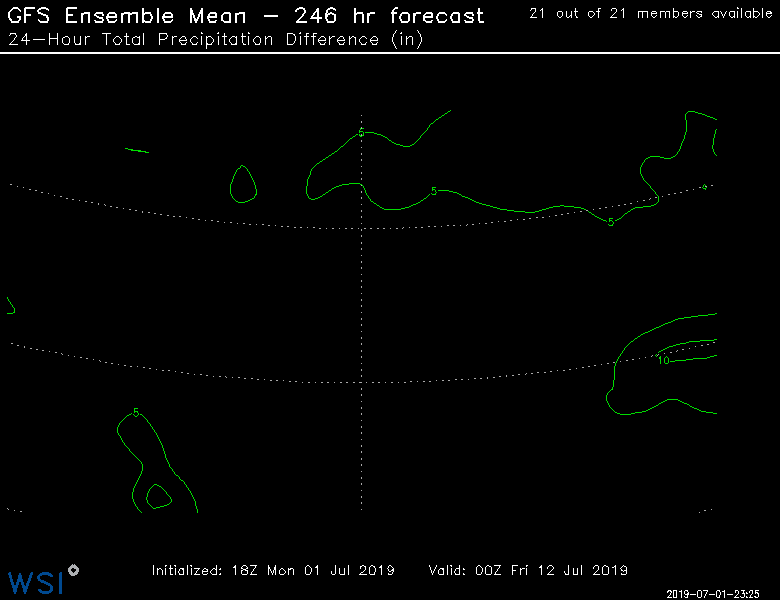 GFS Ensemble Mean – 246 hr forecast
21 out of 21 members available
24–Hour Total Precipitation Difference (in)
5
5
5
10
5
WSI
Initialized: 18Z Mon 01 Jul 2019 Valid: 00Z Fri 12 Jul 2019
2019-07-01-23:25